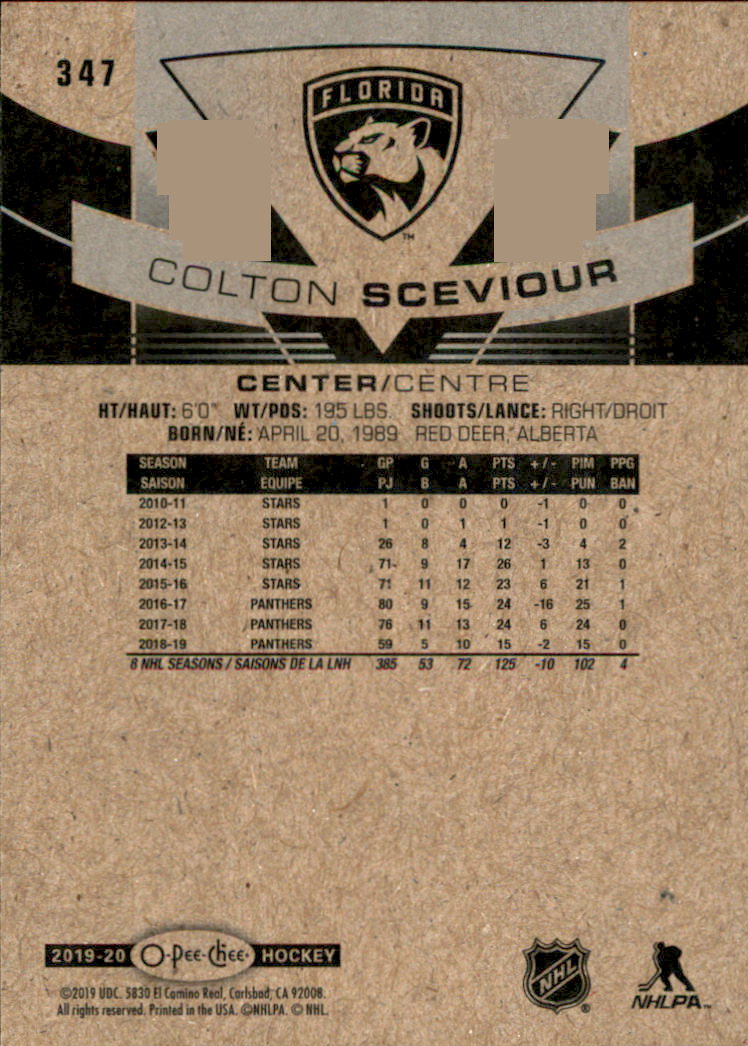 347
FLORIDA
TM
COLTON SCEVIOUR
CENTER/CENTRE
HT/HAUT: 6'0" WT/PDS: 195 LBS. SHOOTS/LANCE: RIGHT/DROIT
BORN/NÉ: APRIL 20, 1989 RED DEER, ALBERTA
SEASON TEAM GP G A PTS +/- PIM PPG
SAISON ÉQUIPE PJ B A PTS +/- PUN BAN
2010-11 STARS 1 0 0 0 -1 0 0
2012-13 STARS 1 0 1 1 -1 0 0
2013-14 STARS 26 8 4 12 -3 4 2
2014-15 STARS 71 9 17 26 1 13 0
2015-16 STARS 71 11 12 23 6 21 1
2016-17 PANTHERS 80 9 15 24 -16 25 1
2017-18 PANTHERS 76 11 13 24 6 24 0
2018-19 PANTHERS 59 5 10 15 -2 15 0
8 NHL SEASONS / SAISONS DE LA LNH 385 53 72 125 -10 102 4
2019-20 O-Pee-Chee HOCKEY
©2019 UDC. 5830 El Camino Real, Carlsbad, CA 92008.
All rights reserved. Printed in the USA. ©NHLPA. © NHL.
NHL ®
NHLPA TM